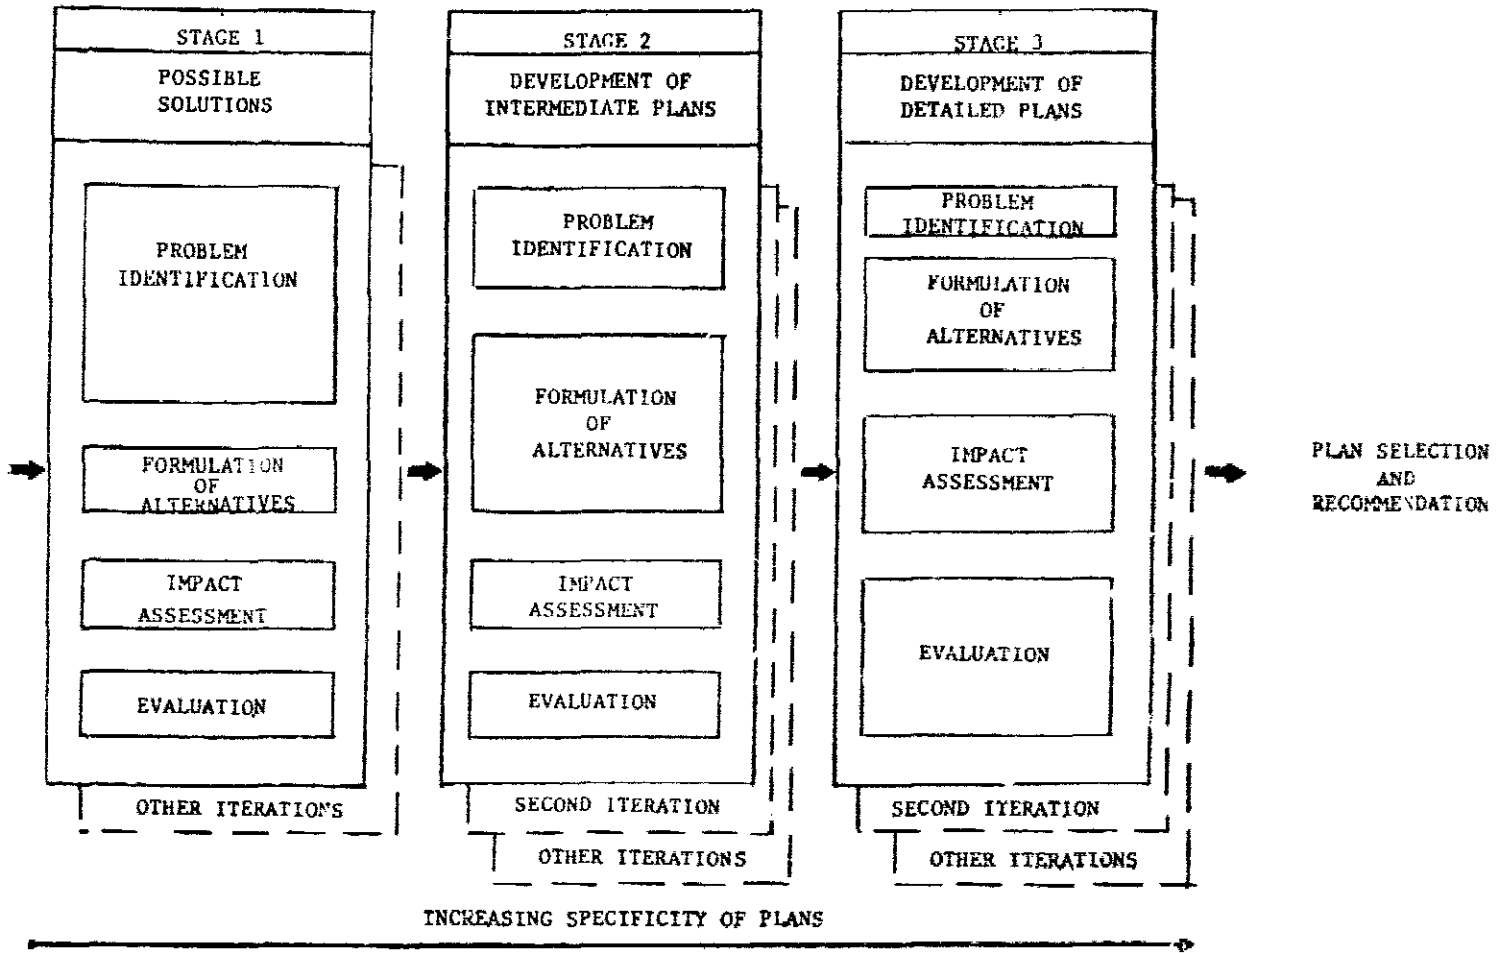 STAGE 1
POSSIBLE
SOLUTIONS
PROBLEM
IDENTIFICATION
FORMULATION
OF
ALTERNATIVES
IMPACT
ASSESSMENT
EVALUATION
OTHER ITERATIONS
STAGE 2
DEVELOPMENT OF
INTERMEDIATE PLANS
PROBLEM
IDENTIFICATION
FORMULATION
OF
ALTERNATIVES
IMPACT
ASSESSMENT
EVALUATION
SECOND ITERATION
OTHER ITERATIONS
STAGE 3
DEVELOPMENT OF
DETAILED PLANS
PROBLEM
IDENTIFICATION
FORMULATION
OF
ALTERNATIVES
IMPACT
ASSESSMENT
EVALUATION
SECOND ITERATION
OTHER ITERATIONS
PLAN SELECTION
AND
RECOMMENDATION
INCREASING SPECIFICITY OF PLANS